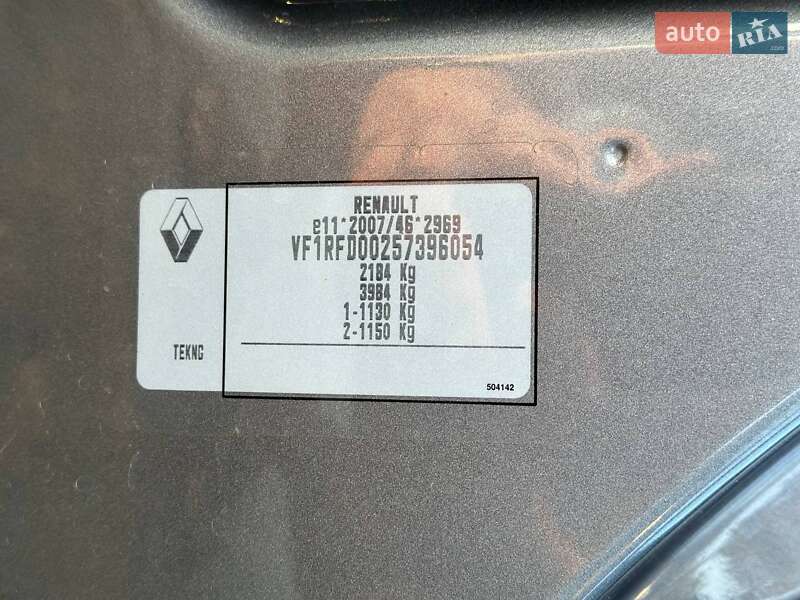 auto RIA
.com
RENAULT
e11*2007/46*2969
VF1RFD00257396054
2184 Kg
3984 Kg
1-1130 Kg
2-1150 Kg
TEKNG
504142